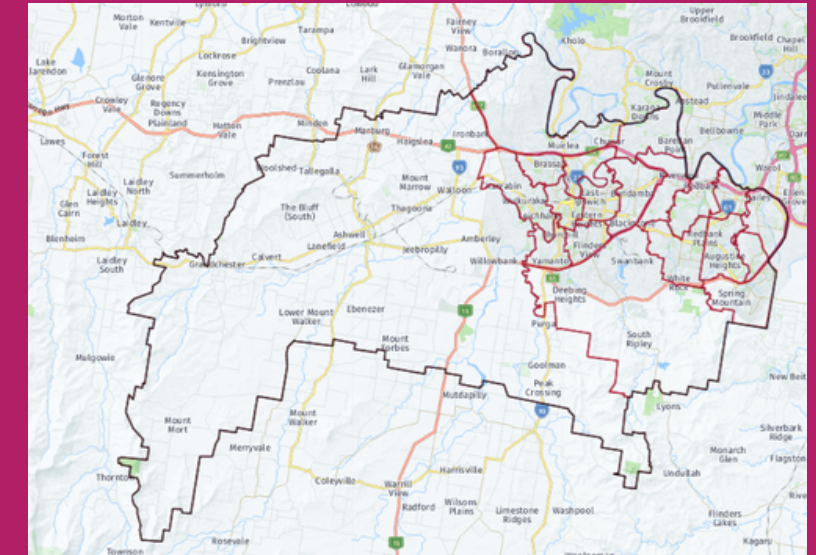 Morton
Vale
Kentville
Tarampa
Fairney
View
Upper
Brookfield
Brightview
Lockrose
Wanora
Borallon
Kholo
Brookfield
Chapel
Hill
Lake
Clarendon
Glenore
Grove
Kensington
Grove
Coolana
Prenzlau
Lark
Hill
Glamorgan
Vale
Mount
Crosby
Pullenvale
Anstead
Jindalee
Crowley
Vale
Regency
Downs
Plainland
Hatton
Vale
Minden
Marburg
Haigslea
Ironbark
Karana
Downs
Bellbowrie
Middle
Park
Lawes
Forest
Hill
Woolshed
Tallegalla
Muirlea
Chuwar
Barellan
Point
Wacol
Laidley
North
Laidley
Heights
Summerholm
Mount
Marrow
Walloon
Brassall
Glen
Cairn
Laidley
The Bluff
(South)
Thagoona
East
Ipswich
Bundamba
Leichhardt
Eastern
Heights
Blackstone
Redbank
Plains
Blenheim
Laidley
South
Calvert
Ashwell
Lanefield
Jeebropilly
Amberley
Flinders
View
Augustine
Heights
Grandchester
Willowbank
Yamanto
Swanbank
White
Rock
Spring
Mountain
Deebing
Heights
Lower Mount
Walker
Ebenezer
Purga
South
Ripley
Mulgowie
Mount
Forbes
Goolman
New Beith
Peak
Crossing
Mutdapilly
Lyons
Mount
Mort
Mount
Walker
Silverbark
Ridge
Merryvale
Monarch
Glen
Flagstone
Thornton
Harrisville
Undullah
Coleyville
Warrill
View
Radford
Wilsons
Plains
Limestone
Ridges
Washpool
Flinders
Lakes
Rosevale
Kagaru
Townson